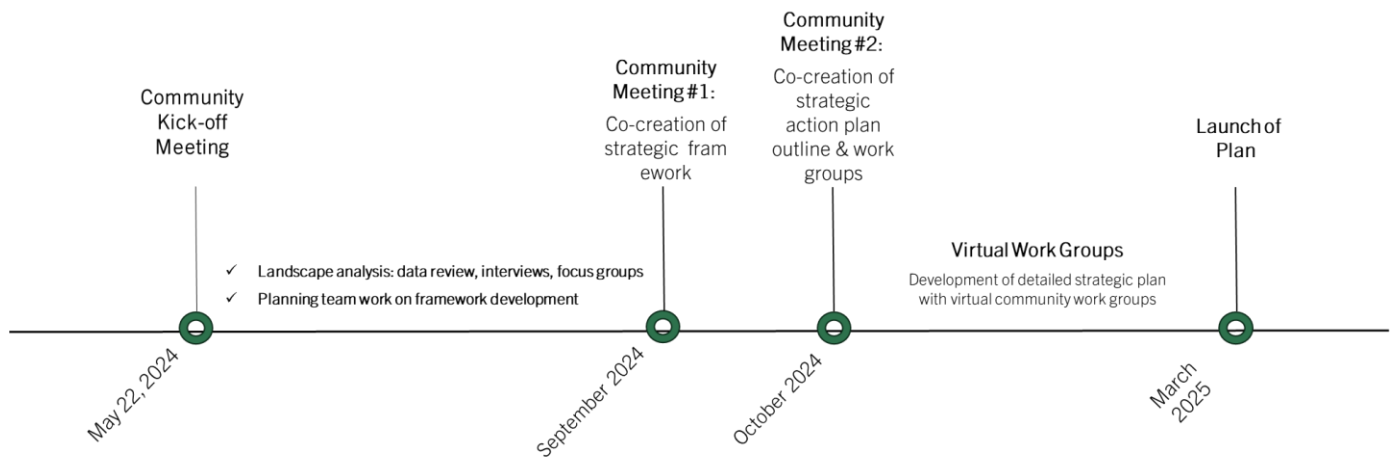 Community
Kick-off
Meeting
Community
Meeting #1:
Co-creation of
strategic fram
ework
Community
Meeting #2:
Co-creation of
strategic
action plan
outline & work
groups
Launch of
Plan
✓ Landscape analysis: data review, interviews, focus groups
✓ Planning team work on framework development
Virtual Work Groups
Development of detailed strategic plan
with virtual community work groups
May 22, 2024
September 2024
October 2024
March
2025